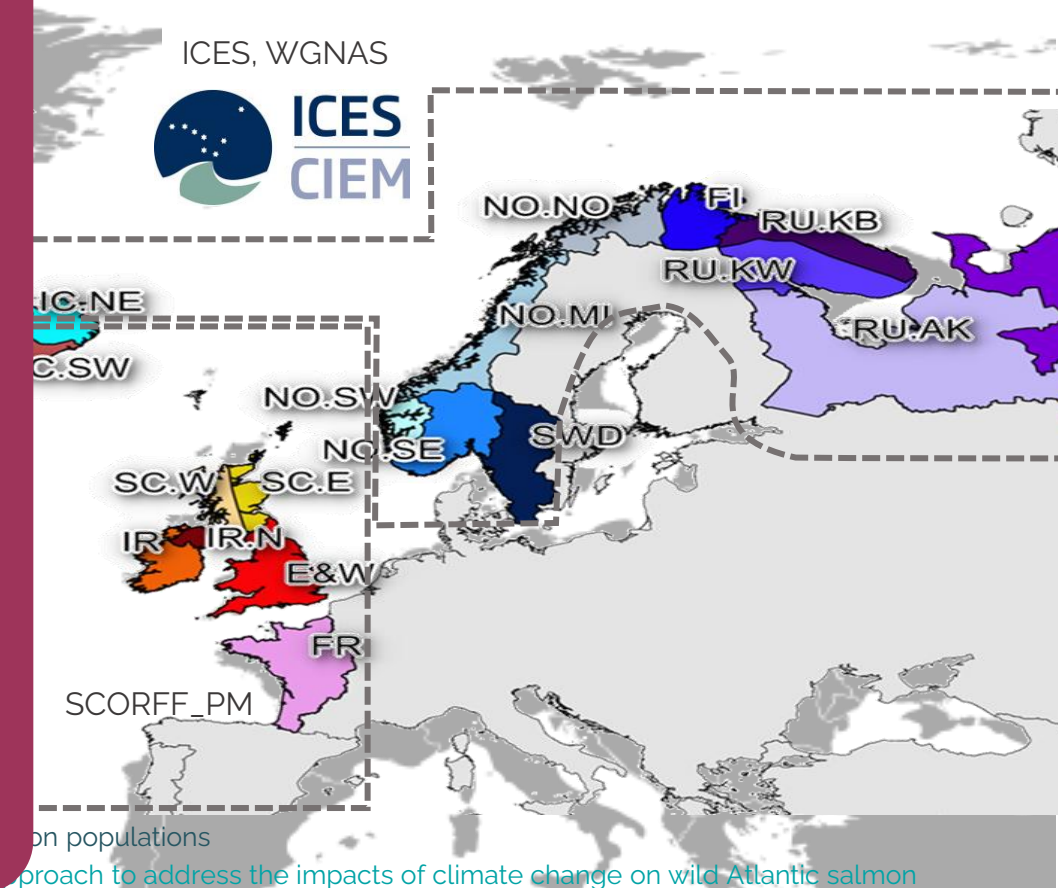 ICES, WGNAS
ICES
CIEM
NO.NO
FI
RU.KB
RU.KW
IC.NE
NO.MI
RU.AK
C.SW
NO.SW
SWD
NO.SE
SC.W
SC.E
IR
IR.N
E&W
FR
SCORFF_PM
on populations
proach to address the impacts of climate change on wild Atlantic salmon